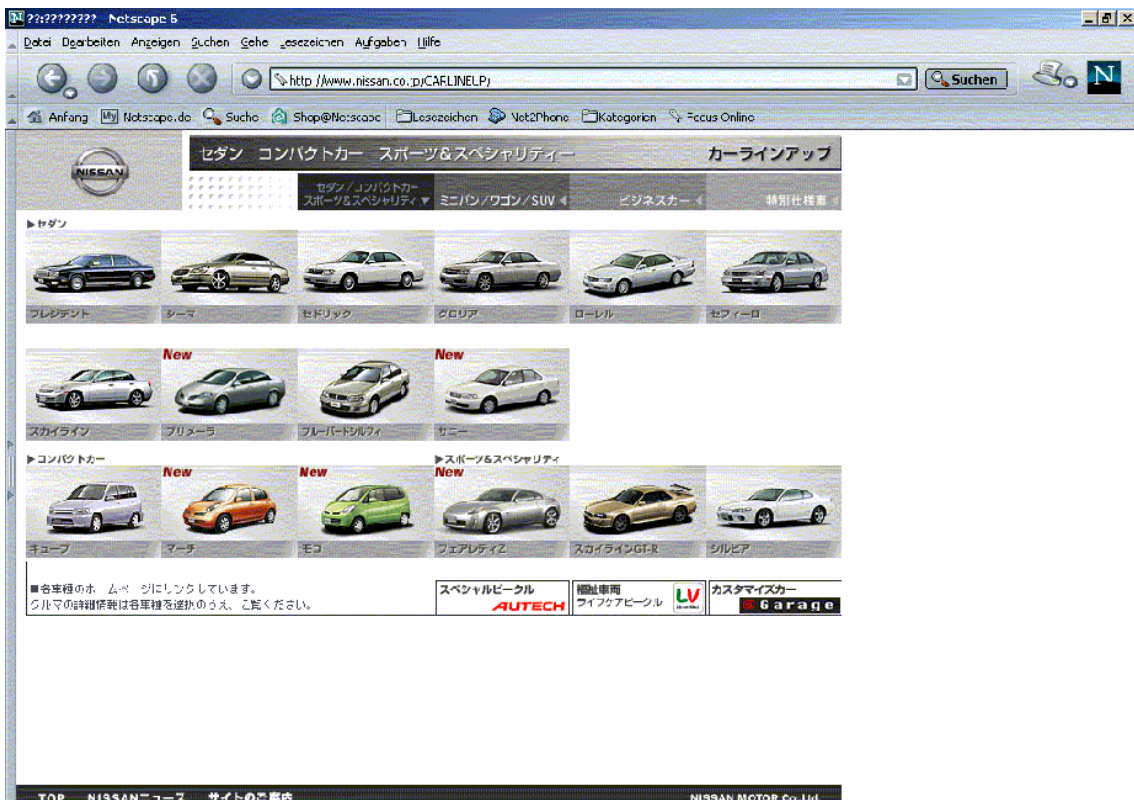 ??:???????? Netscape 6
Datei Bearbeiten Anzeigen Suchen Gehe Lesezeichen Aufgaben Hilfe
http://www.nissan.co.jp/CARLINEUP/ Suchen N
Anfang My Netscape.de Suche Shop@Netscape Lesezeichen Net2Phone Kategorien Focus Online
NISSAN
セダン コンパクトカー スポーツ&スペシャリティー カーラインアップ
セダン/コンパクトカー
スポーツ&スペシャリティ▼ ミニバン/ワゴン/SUV ビジネスカー 特別仕様車
▶セダン
プレジデント シーマ セドリック グロリア ローレル セフィーロ
New New
スカイライン プリメーラ ブルーバードシルフィ サニー
▶コンパクトカー ▶スポーツ&スペシャリティ
New New New
キューブ マーチ モコ フェアレディZ スカイラインGT-R シルビア
■各車種のホームページにリンクしています。
クルマの詳細情報は各車種を選択のうえ、ご覧ください。
スペシャルビークル
AUTECH
福祉車両
ライフケアビークル LV
カスタマイズカー
@Garage
TOP NISSANニュース サイトのご案内 NISSAN MOTOR Co.,Ltd.